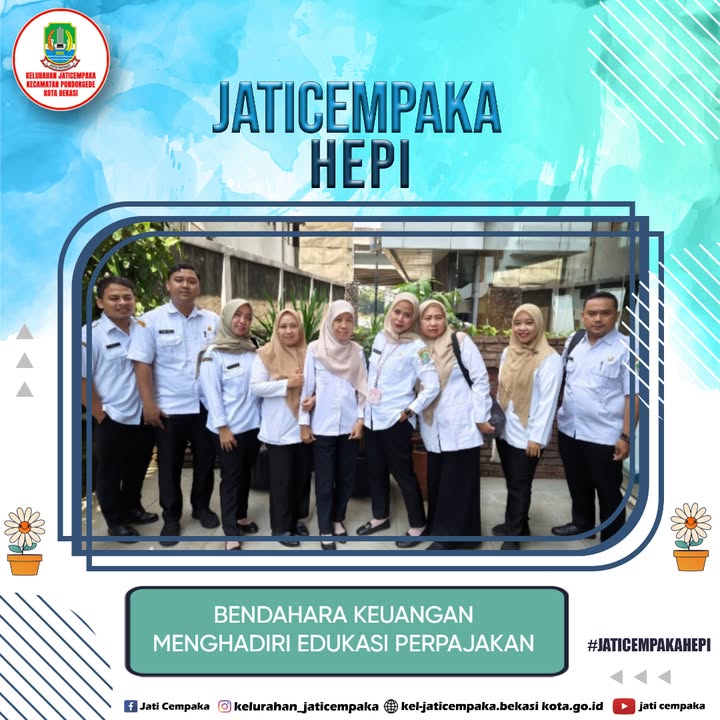 KELURAHAN JATICEMPAKA
KECAMATAN PONDOKGEDE
KOTA BEKASI
JATICEMPAKA
HEPI
BENDAHARA KEUANGAN
MENGHADIRI EDUKASI PERPAJAKAN
#JATICEMPAKAHEPI
Jati Cempaka kelurahan_jaticempaka kel-jaticempaka.bekasi kota.go.id jati cempaka